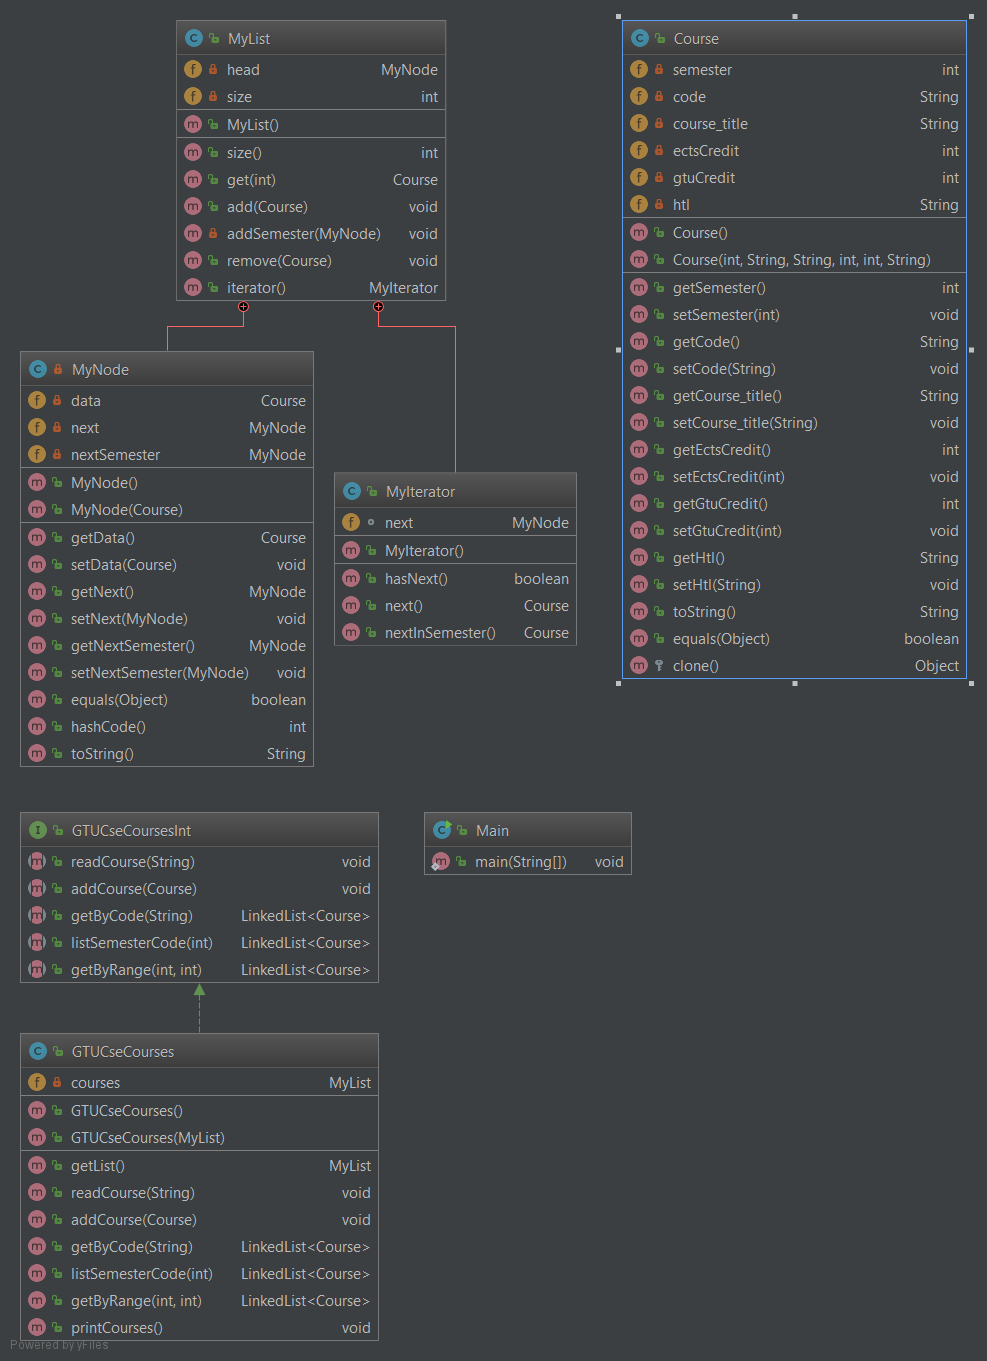 MyList
head MyNode
size int
MyList()
size() int
get(int) Course
add(Course) void
addSemester(MyNode) void
remove(Course) void
iterator() MyIterator
Course
semester int
code String
course_title String
ectsCredit int
gtuCredit int
htl String
Course()
Course(int, String, String, int, int, String)
getSemester() int
setSemester(int) void
getCode() String
setCode(String) void
getCourse_title() String
setCourse_title(String) void
getEctsCredit() int
setEctsCredit(int) void
getGtuCredit() int
setGtuCredit(int) void
getHtl() String
setHtl(String) void
toString() String
equals(Object) boolean
clone() Object
MyNode
data Course
next MyNode
nextSemester MyNode
MyNode()
MyNode(Course)
getData() Course
setData(Course) void
getNext() MyNode
setNext(MyNode) void
getNextSemester() MyNode
setNextSemester(MyNode) void
equals(Object) boolean
hashCode() int
toString() String
MyIterator
next MyNode
MyIterator()
hasNext() boolean
next() Course
nextInSemester() Course
GTUCseCoursesInt
readCourse(String) void
addCourse(Course) void
getByCode(String) LinkedList<Course>
listSemesterCode(int) LinkedList<Course>
getByRange(int, int) LinkedList<Course>
Main
main(String[]) void
GTUCseCourses
courses MyList
GTUCseCourses()
GTUCseCourses(MyList)
getList() MyList
readCourse(String) void
addCourse(Course) void
getByCode(String) LinkedList<Course>
listSemesterCode(int) LinkedList<Course>
getByRange(int, int) LinkedList<Course>
printCourses() void
Powered by yFiles